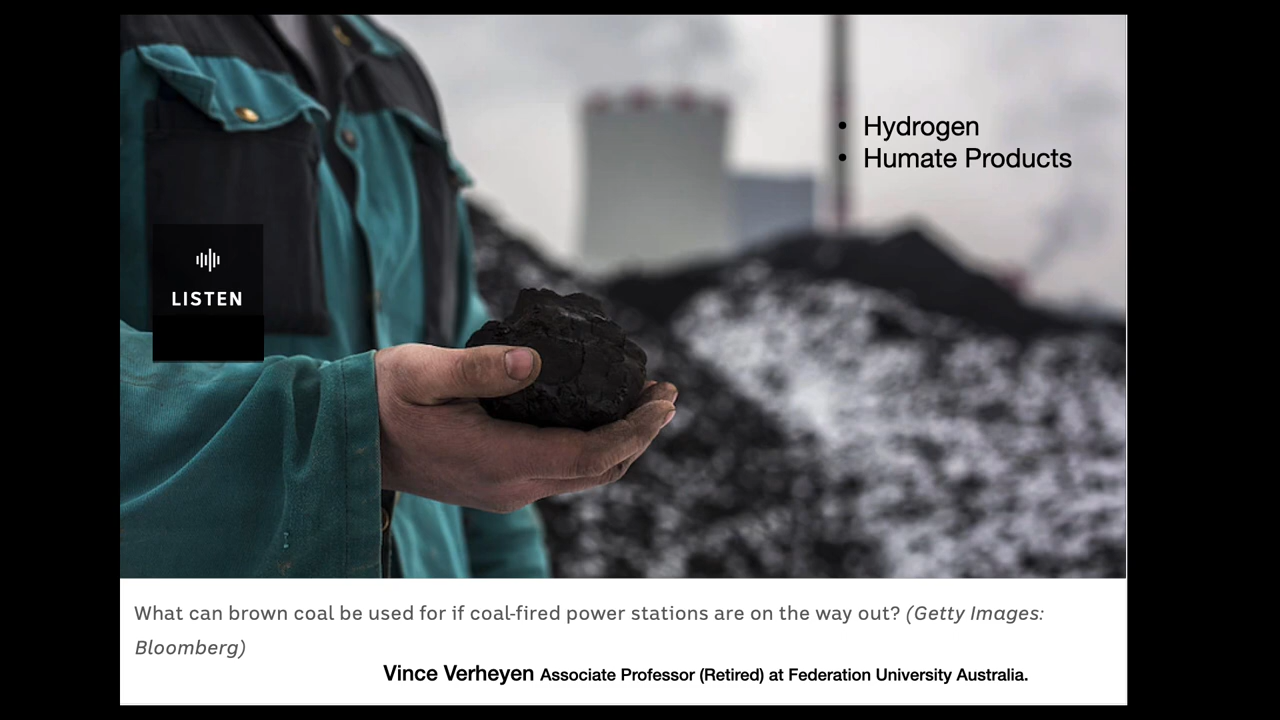 • Hydrogen
• Humate Products
LISTEN
What can brown coal be used for if coal-fired power stations are on the way out? (Getty Images:
Bloomberg)
Vince Verheyen Associate Professor (Retired) at Federation University Australia.